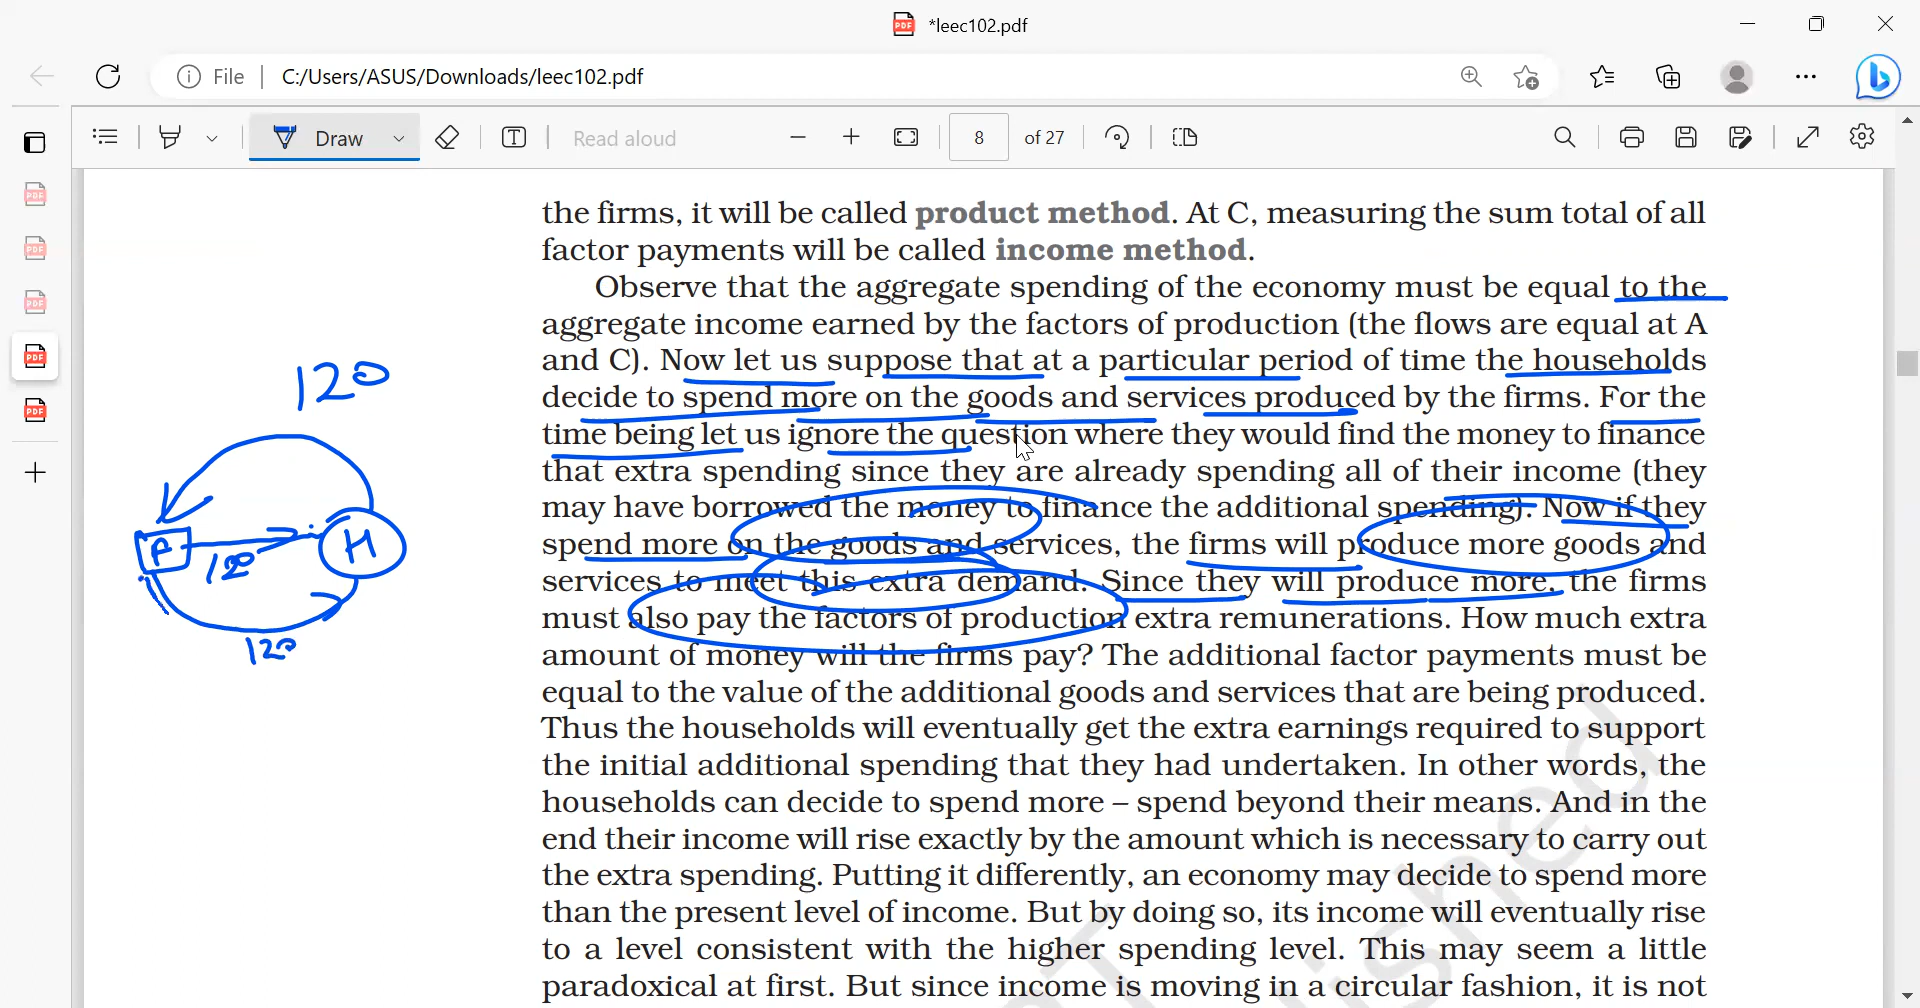 *leec102.pdf
File C:/Users/ASUS/Downloads/leec102.pdf
Draw Read aloud 8 of 27
the firms, it will be called product method. At C, measuring the sum total of all
factor payments will be called income method.
Observe that the aggregate spending of the economy must be equal to the
aggregate income earned by the factors of production (the flows are equal at A
and C). Now let us suppose that at a particular period of time the households
decide to spend more on the goods and services produced by the firms. For the
time being let us ignore the question where they would find the money to finance
that extra spending since they are already spending all of their income (they
may have borrowed the money to finance the additional spending). Now if they
spend more on the goods and services, the firms will produce more goods and
services to meet this extra demand. Since they will produce more, the firms
must also pay the factors of production extra remunerations. How much extra
amount of money will the firms pay? The additional factor payments must be
equal to the value of the additional goods and services that are being produced.
Thus the households will eventually get the extra earnings required to support
the initial additional spending that they had undertaken. In other words, the
households can decide to spend more – spend beyond their means. And in the
end their income will rise exactly by the amount which is necessary to carry out
the extra spending. Putting it differently, an economy may decide to spend more
than the present level of income. But by doing so, its income will eventually rise
to a level consistent with the higher spending level. This may seem a little
paradoxical at first. But since income is moving in a circular fashion, it is not
120
F H
120
120